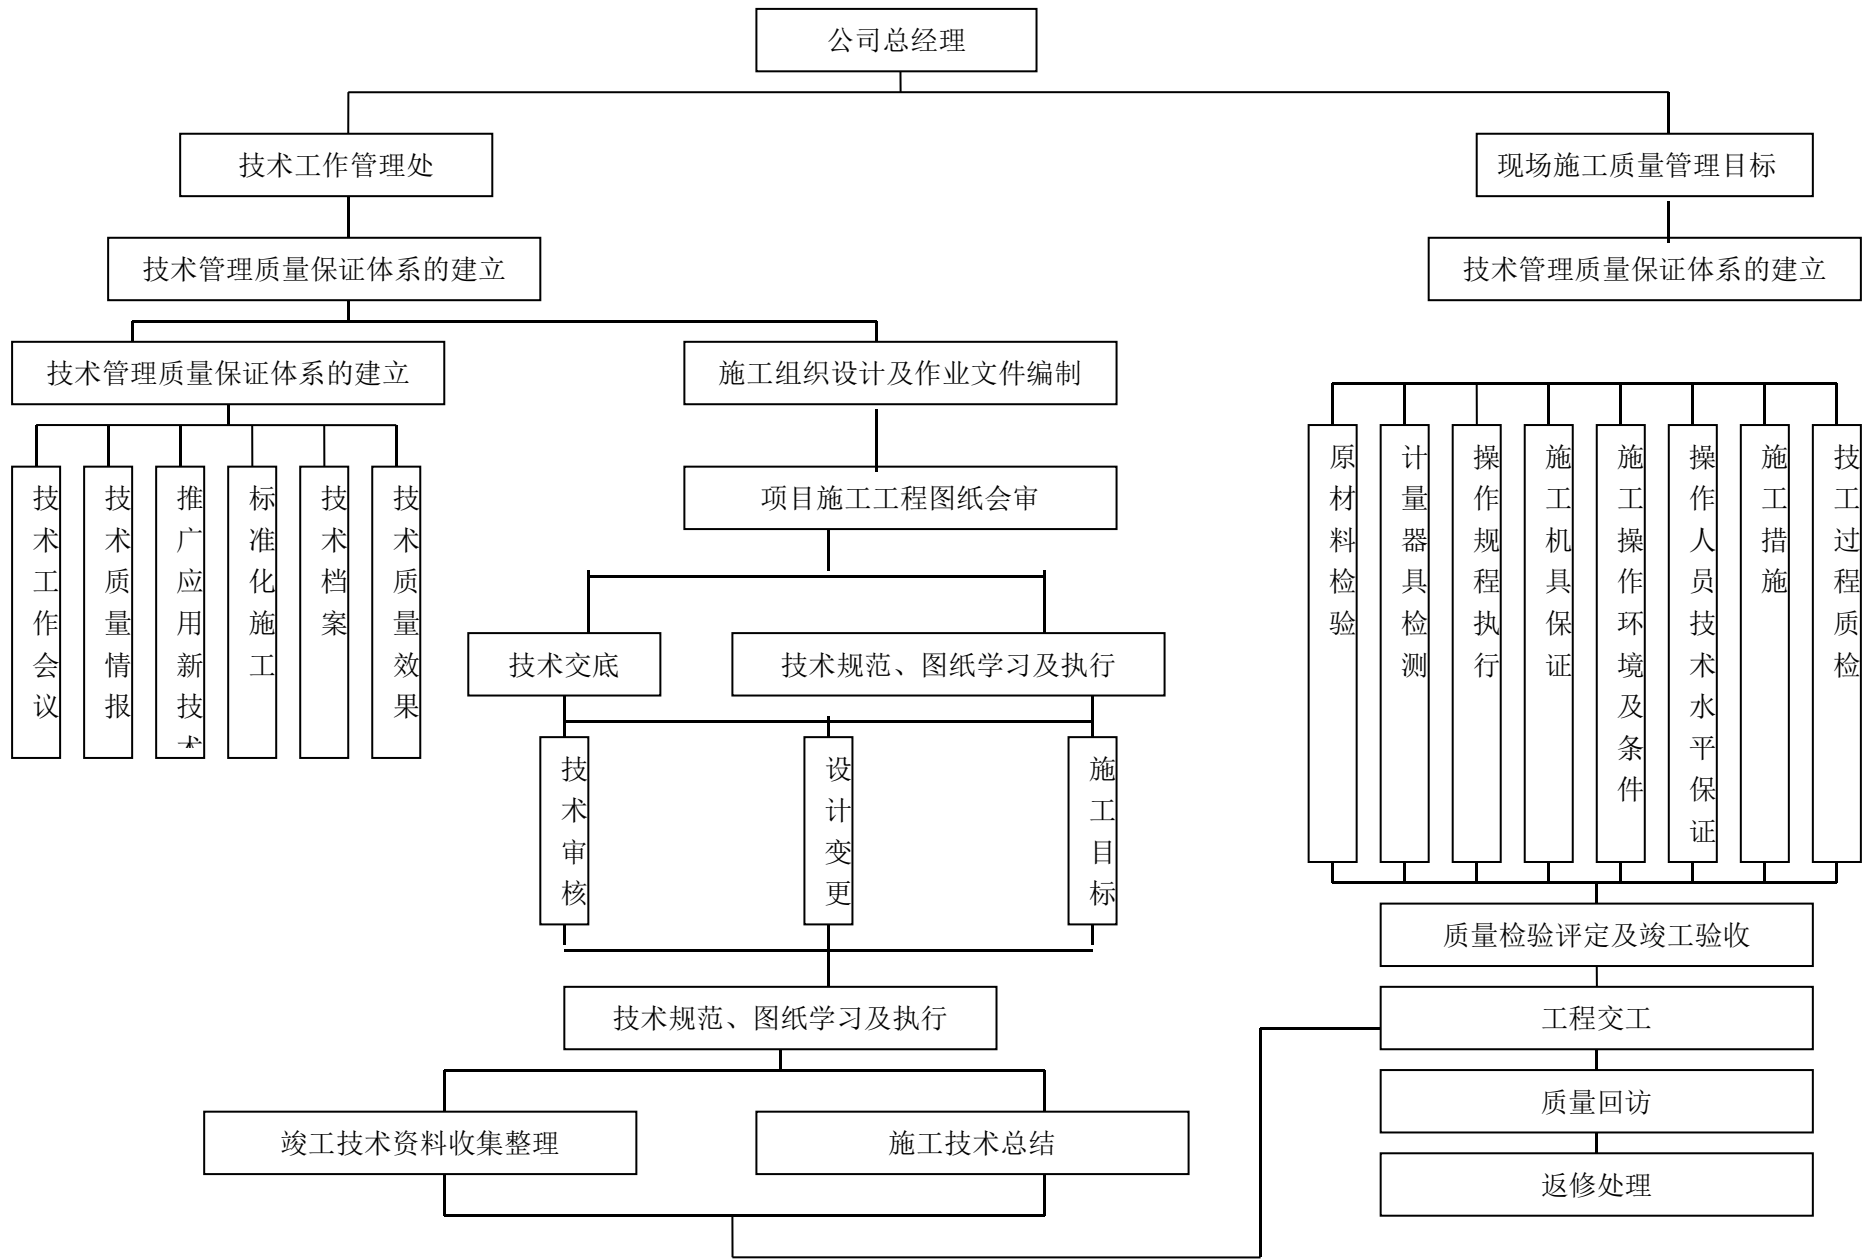 公司总经理
技术工作管理处
现场施工质量管理目标
技术管理质量保证体系的建立
技术管理质量保证体系的建立
技术管理质量保证体系的建立
施工组织设计及作业文件编制
技术工作会议
技术质量情报
推广应用新技术
标准化施工
技术档案
技术质量效果
项目施工工程图纸会审
原材料检验
计量器具检测
操作规程执行
施工机具保证
施工操作环境及条件
操作人员技术水平保证
施工措施
技工过程质检
技术交底
技术规范、图纸学习及执行
技术审核
设计变更
施工目标
质量检验评定及竣工验收
技术规范、图纸学习及执行
工程交工
质量回访
竣工技术资料收集整理
施工技术总结
返修处理